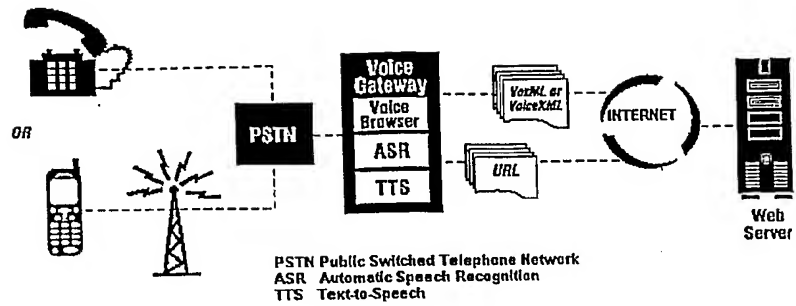 OR
PSTN
Voice
Gateway
Voice
Browser
ASR
TTS
VoxML or
VoiceXML
URL
INTERNET
Web
Server
PSTN Public Switched Telephone Network
ASR Automatic Speech Recognition
TTS Text-to-Speech